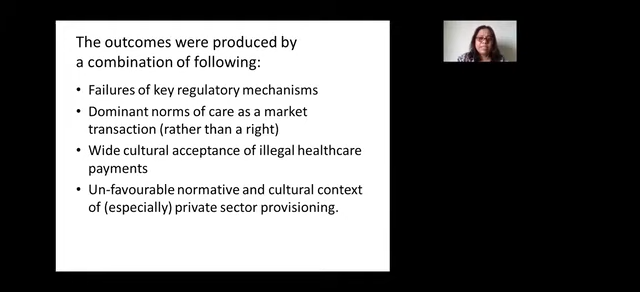 The outcomes were produced by
a combination of following:
• Failures of key regulatory mechanisms
• Dominant norms of care as a market
transaction (rather than a right)
• Wide cultural acceptance of illegal healthcare
payments
• Un-favourable normative and cultural context
of (especially) private sector provisioning.